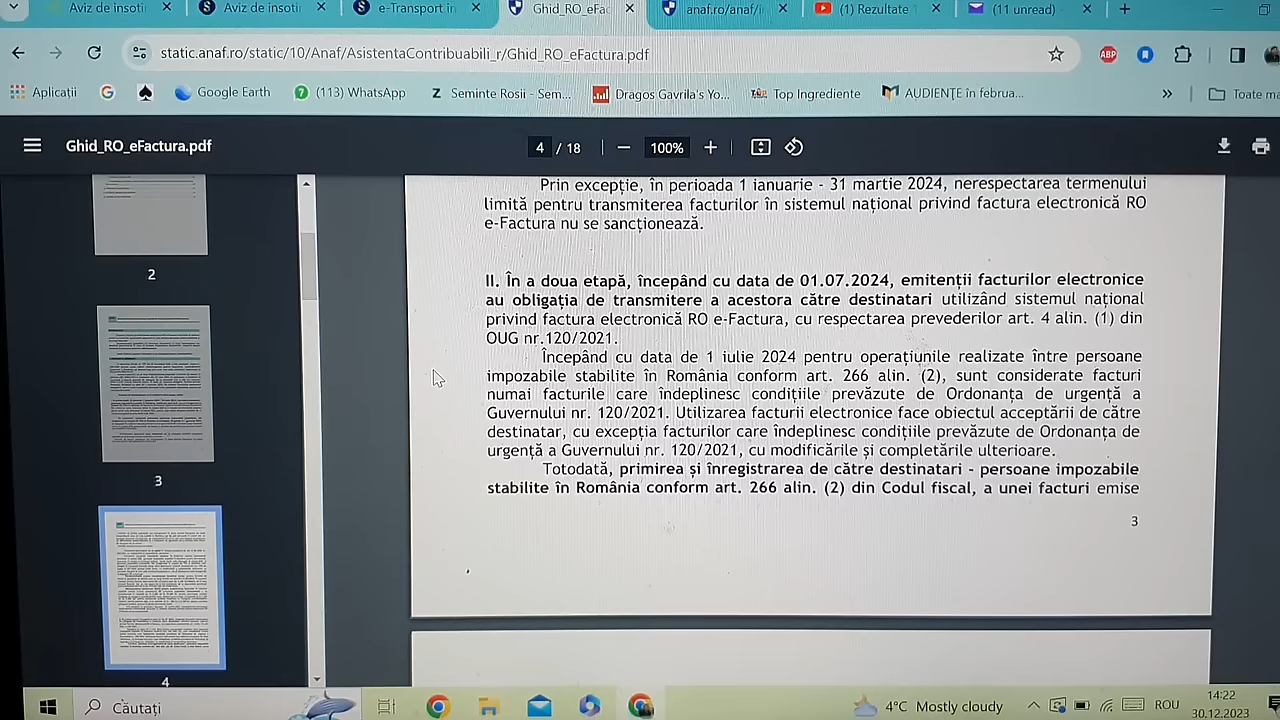 Aviz de insoti
Aviz de insoti
e-Transport in
Ghid_RO_eFac
anaf.ro/anaf/i
(1) Rezultate
(11 unread)
static.anaf.ro/static/10/Anaf/AsistentaContribuabili_r/Ghid_RO_eFactura.pdf
ABP
Aplicații
Google Earth
(113) WhatsApp
Seminte Rosii - Sem...
Dragos Gavrila's Yo...
Top Ingrediente
AUDIENŢE în februa...
Toate ma
Ghid_RO_eFactura.pdf
4 / 18
100%
Prin excepție, în perioada 1 ianuarie - 31 martie 2024, nerespectarea termenului
limită pentru transmiterea facturilor în sistemul național privind factura electronică RO
e-Factura nu se sancționează.
II. În a doua etapă, începând cu data de 01.07.2024, emitenții facturilor electronice
au obligația de transmitere a acestora către destinatari utilizând sistemul național
privind factura electronică RO e-Factura, cu respectarea prevederilor art. 4 alin. (1) din
OUG nr.120/2021.
Începând cu data de 1 iulie 2024 pentru operațiunile realizate între persoane
impozabile stabilite în România conform art. 266 alin. (2), sunt considerate facturi
numai facturile care îndeplinesc condițiile prevăzute de Ordonanța de urgență a
Guvernului nr. 120/2021. Utilizarea facturii electronice face obiectul acceptării de către
destinatar, cu excepția facturilor care îndeplinesc condițiile prevăzute de Ordonanța de
urgență a Guvernului nr. 120/2021, cu modificările și completările ulterioare.
Totodată, primirea și înregistrarea de către destinatari - persoane impozabile
stabilite în România conform art. 266 alin. (2) din Codul fiscal, a unei facturi emise
3
2
3
4
Căutați
4°C Mostly cloudy
ROU
14:22
30.12.2023